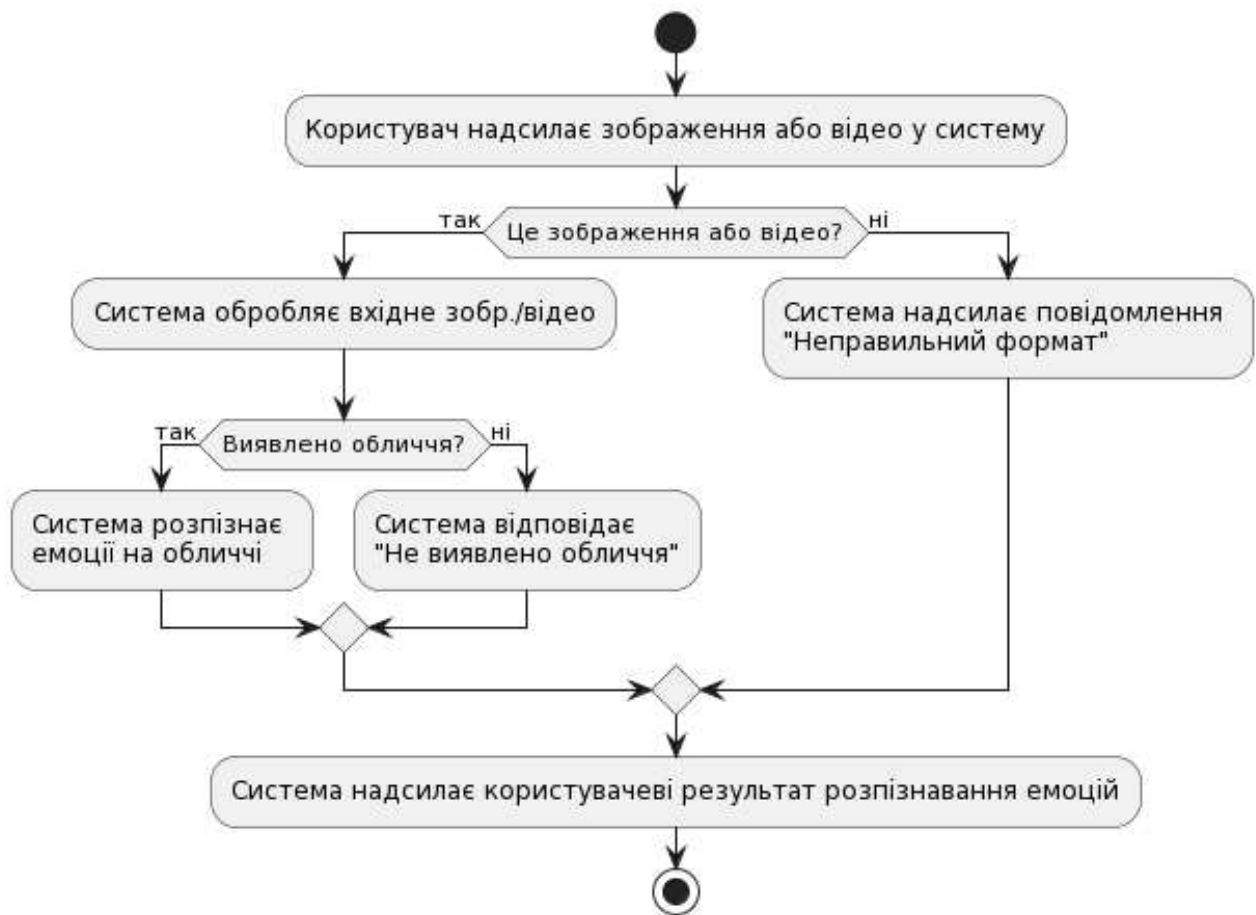 Користувач надсилає зображення або відео у систему
так
Це зображення або відео?
ні
Система обробляє вхідне зобр./відео
Система надсилає повідомлення
"Неправильний формат"
так
Виявлено обличчя?
ні
Система розпізнає
емоції на обличчі
Система відповідає
"Не виявлено обличчя"
Система надсилає користувачеві результат розпізнавання емоцій